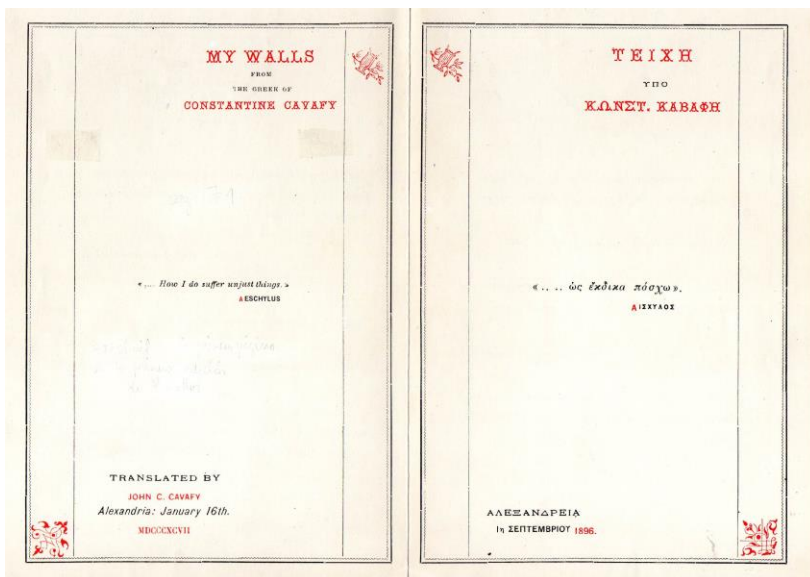 MY WALLS
FROM
THE GREEK OF
CONSTANTINE CAVAFY
«.... How I do suffer unjust things.»
AESCHYLUS
TRANSLATED BY
JOHN C. CAVAFY
Alexandria: January 16th.
MDCCCXCVII
ΤΕΙΧΗ
ΥΠΟ
ΚΩΝΣΤ. ΚΑΒΑΦΗ
«.. .. ὡς ἔκδικα πάσχω».
ΑΙΣΧΥΛΟΣ
ΑΛΕΞΑΝΔΡΕΙΑ
1η ΣΕΠΤΕΜΒΡΙΟΥ 1896.